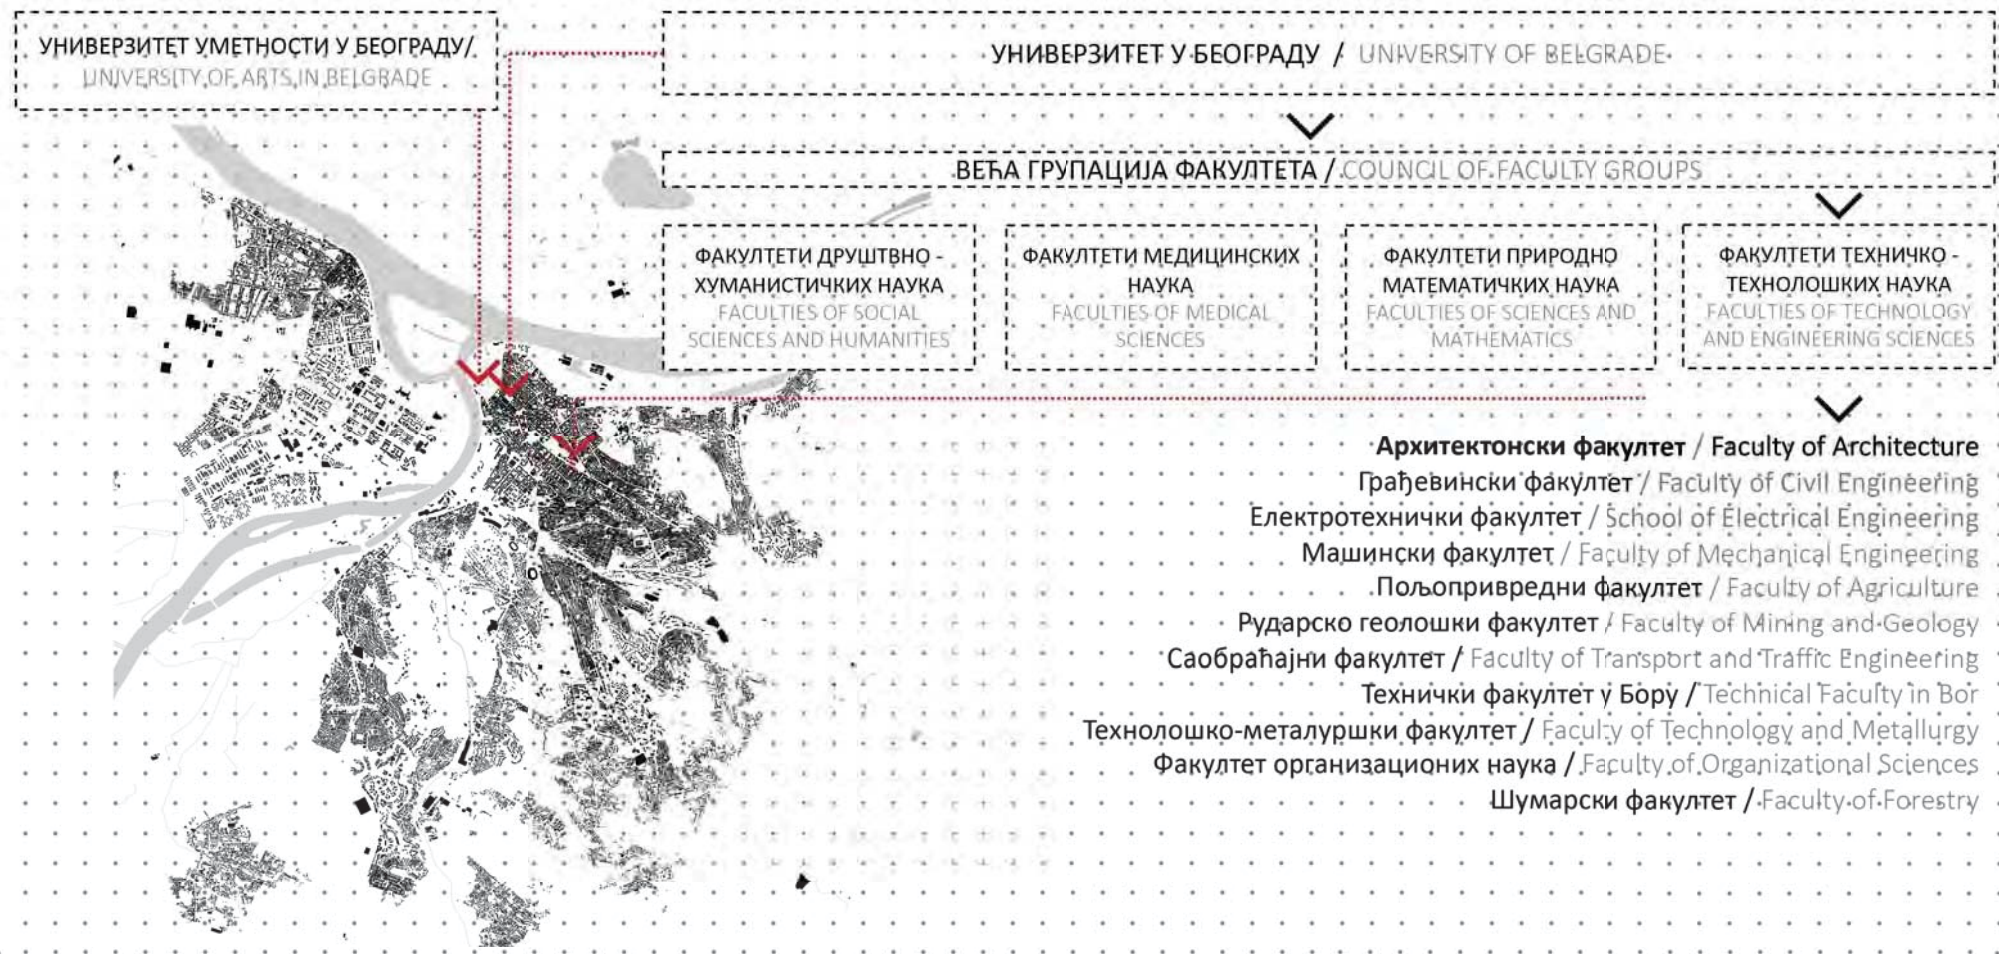 УНИВЕРЗИТЕТ УМЕТНОСТИ У БЕОГРАДУ/
UNIVERSITY OF ARTS IN BELGRADE
УНИВЕРЗИТЕТ У БЕОГРАДУ / UNIVERSITY OF BELGRADE
ВЕЋА ГРУПАЦИЈА ФАКУЛТЕТА / COUNCIL OF FACULTY GROUPS
ФАКУЛТЕТИ ДРУШТВНО -
ХУМАНИСТИЧКИХ НАУКА
FACULTIES OF SOCIAL
SCIENCES AND HUMANITIES
ФАКУЛТЕТИ МЕДИЦИНСКИХ
НАУКА
FACULTIES OF MEDICAL
SCIENCES
ФАКУЛТЕТИ ПРИРОДНО
МАТЕМАТИЧКИХ НАУКА
FACULTIES OF SCIENCES AND
MATHEMATICS
ФАКУЛТЕТИ ТЕХНИЧКО -
ТЕХНОЛОШКИХ НАУКА
FACULTIES OF TECHNOLOGY
AND ENGINEERING SCIENCES
Архитектонски факултет / Faculty of Architecture
Грађевински факултет / Faculty of Civil Engineering
Електротехнички факултет / School of Electrical Engineering
Машински факултет / Faculty of Mechanical Engineering
Пољопривредни факултет / Faculty of Agriculture
Рударско геолошки факултет / Faculty of Mining and Geology
Саобраћајни факултет / Faculty of Transport and Traffic Engineering
Технички факултет у Бору / Technical Faculty in Bor
Технолошко-металуршки факултет / Faculty of Technology and Metallurgy
Факултет организационих наука / Faculty of Organizational Sciences
Шумарски факултет / Faculty of Forestry